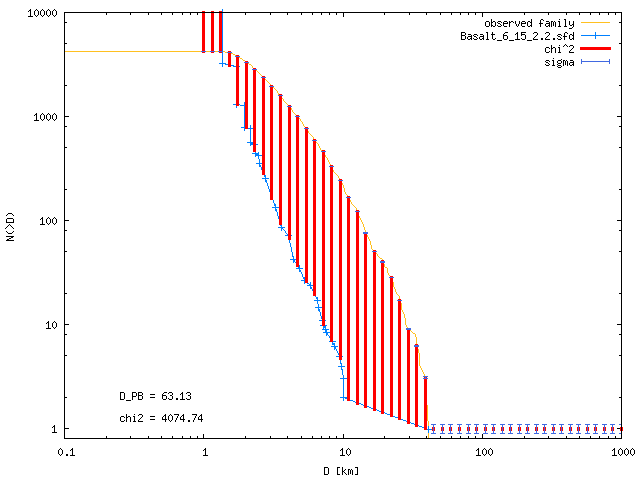 10000
1000
100
10
1
N(>D)
observed family
Basalt_6_15_2.2.sfd
chi^2
sigma
D_PB = 63.13
chi2 = 4074.74
0.1 1 10 100 1000
D [km]